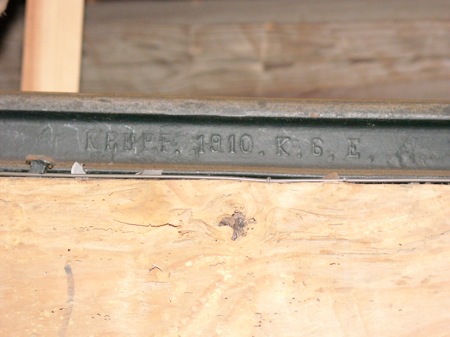 KRUPP. 1910. K. 6. E.